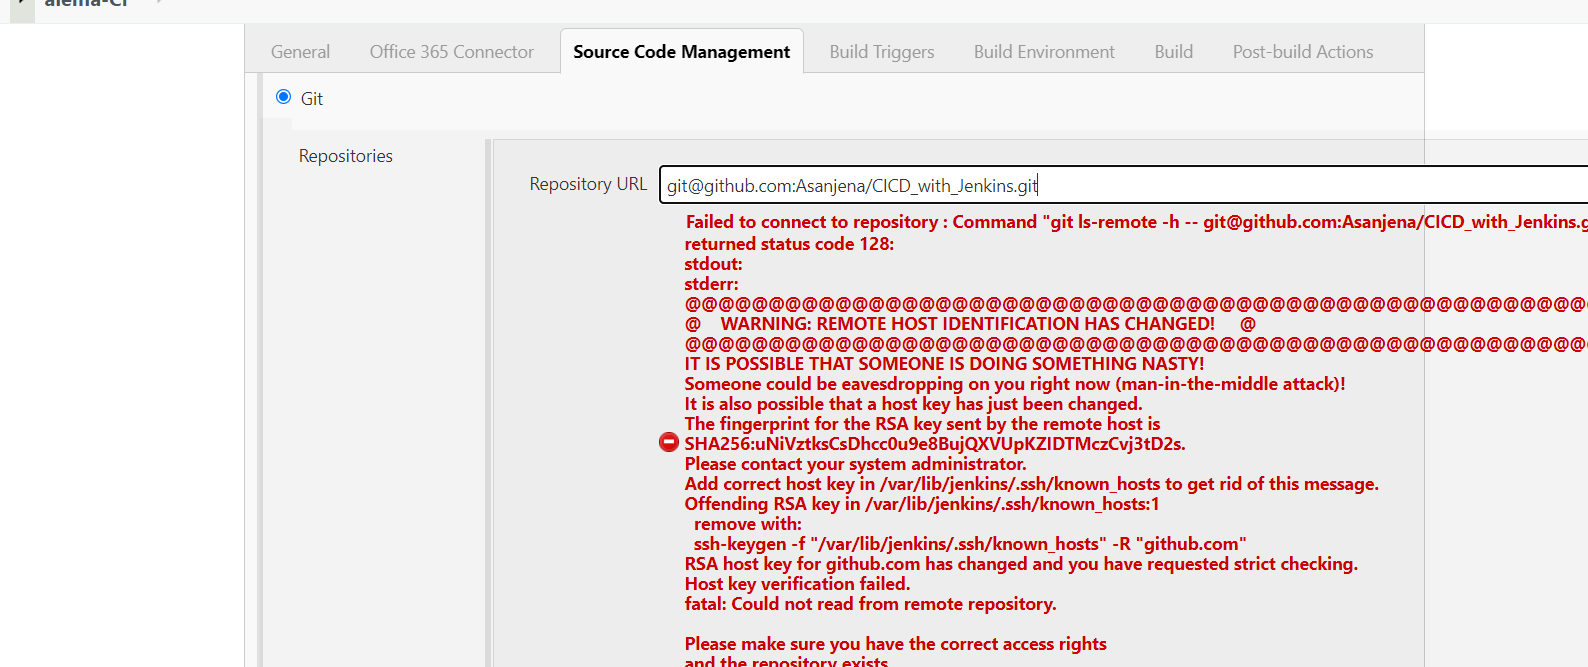 alema-CI
General
Office 365 Connector
Source Code Management
Build Triggers
Build Environment
Build
Post-build Actions
Git
Repositories
Repository URL
git@github.com:Asanjena/CICD_with_Jenkins.git
Failed to connect to repository : Command "git ls-remote -h -- git@github.com:Asanjena/CICD_with_Jenkins.g
returned status code 128:
stdout:
stderr:
@@@@@@@@@@@@@@@@@@@@@@@@@@@@@@@@@@@@@@@@@@@@@@@@@@@@@@
@ WARNING: REMOTE HOST IDENTIFICATION HAS CHANGED! @
@@@@@@@@@@@@@@@@@@@@@@@@@@@@@@@@@@@@@@@@@@@@@@@@@@@@@@
IT IS POSSIBLE THAT SOMEONE IS DOING SOMETHING NASTY!
Someone could be eavesdropping on you right now (man-in-the-middle attack)!
It is also possible that a host key has just been changed.
The fingerprint for the RSA key sent by the remote host is
SHA256:uNiVztksCsDhcc0u9e8BujQXVUpKZIDTMczCvj3tD2s.
Please contact your system administrator.
Add correct host key in /var/lib/jenkins/.ssh/known_hosts to get rid of this message.
Offending RSA key in /var/lib/jenkins/.ssh/known_hosts:1
remove with:
ssh-keygen -f "/var/lib/jenkins/.ssh/known_hosts" -R "github.com"
RSA host key for github.com has changed and you have requested strict checking.
Host key verification failed.
fatal: Could not read from remote repository.
Please make sure you have the correct access rights
and the repository exists